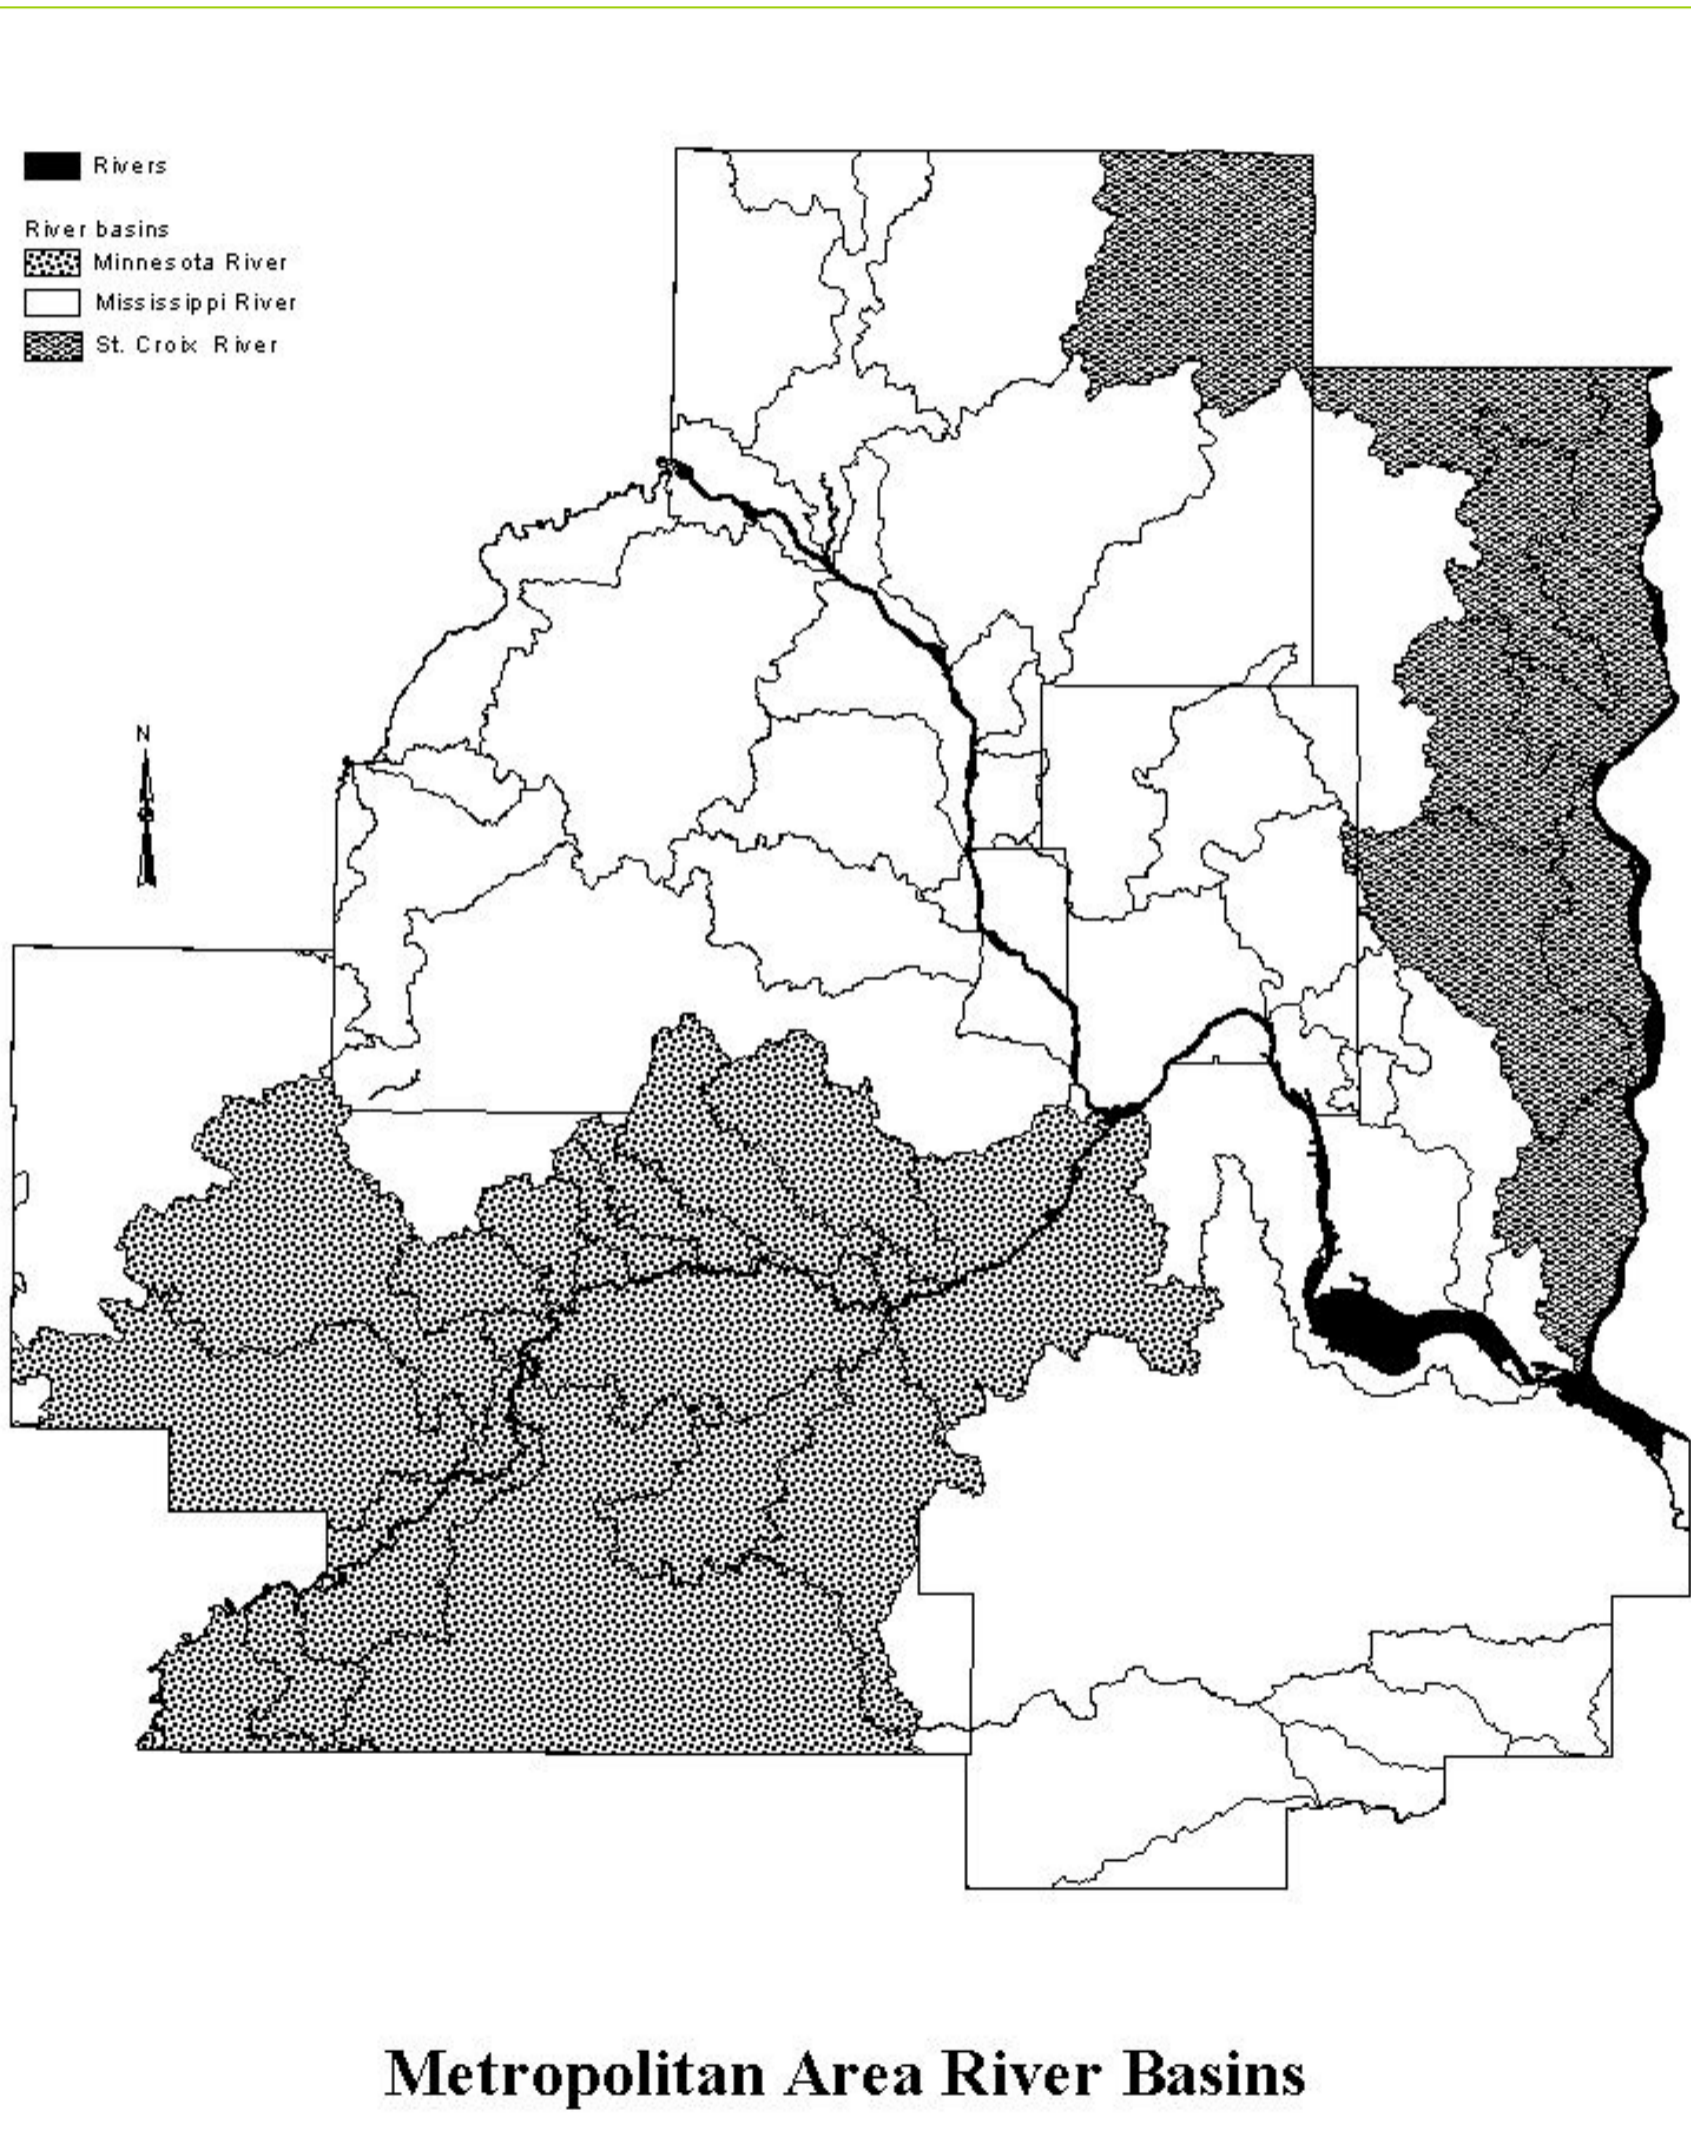 Rivers
River basins
Minnesota River
Mississippi River
St. Croix River
N
Metropolitan Area River Basins